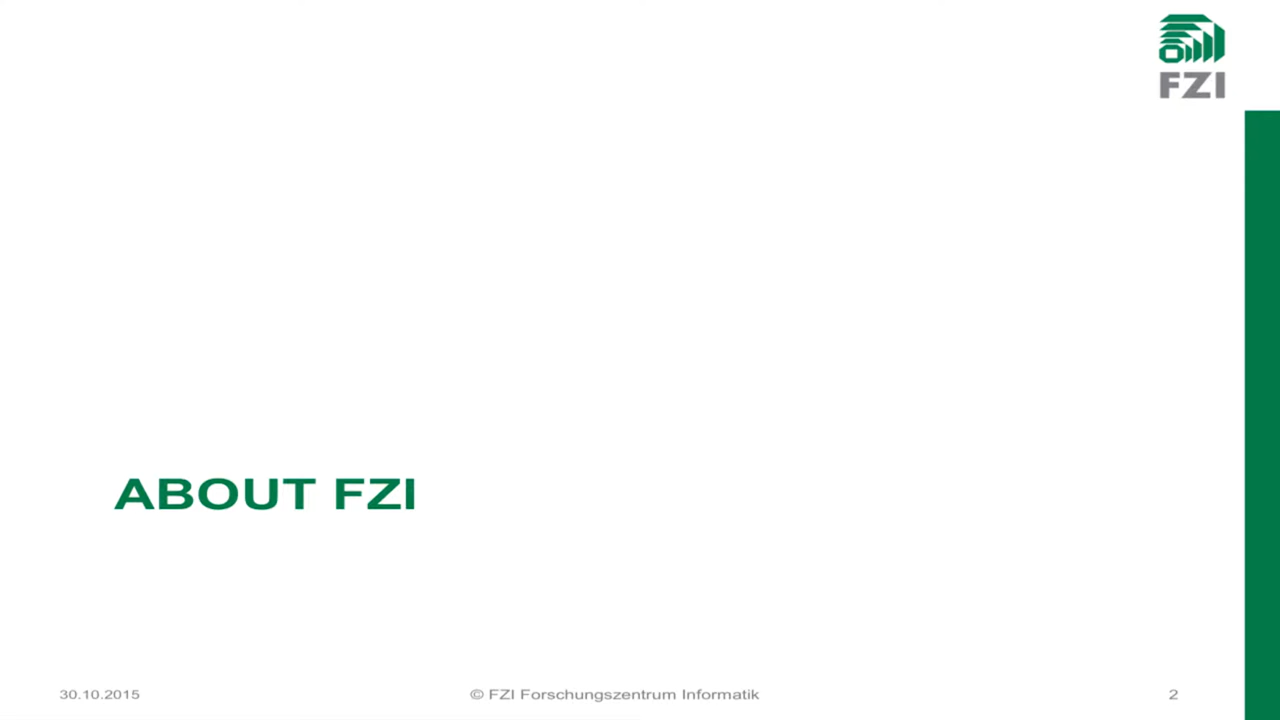 FZI
ABOUT FZI
30.10.2015
© FZI Forschungszentrum Informatik
2